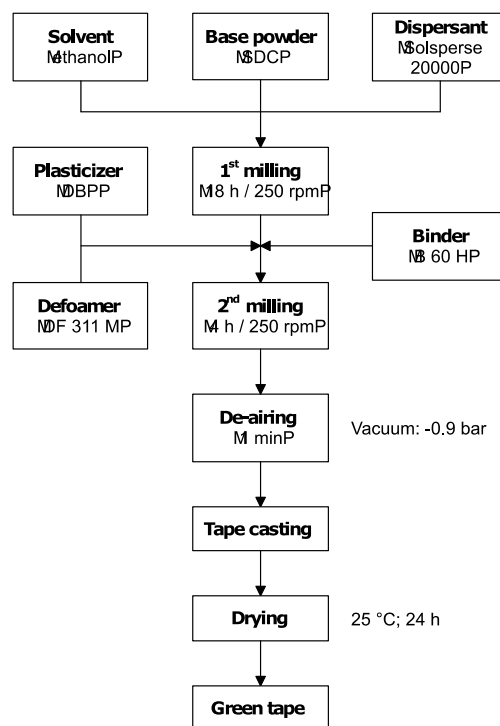 Solvent
MMethanolP
Base powder
MSDCP
Dispersant
MSolsperse
20000P
Plasticizer
MDBPP
1st milling
M18 h / 250 rpmP
Binder
MB 60 HP
Defoamer
MDF 311 MP
2nd milling
M4 h / 250 rpmP
De-airing
M1 minP
Vacuum: -0.9 bar
Tape casting
Drying
25 °C; 24 h
Green tape